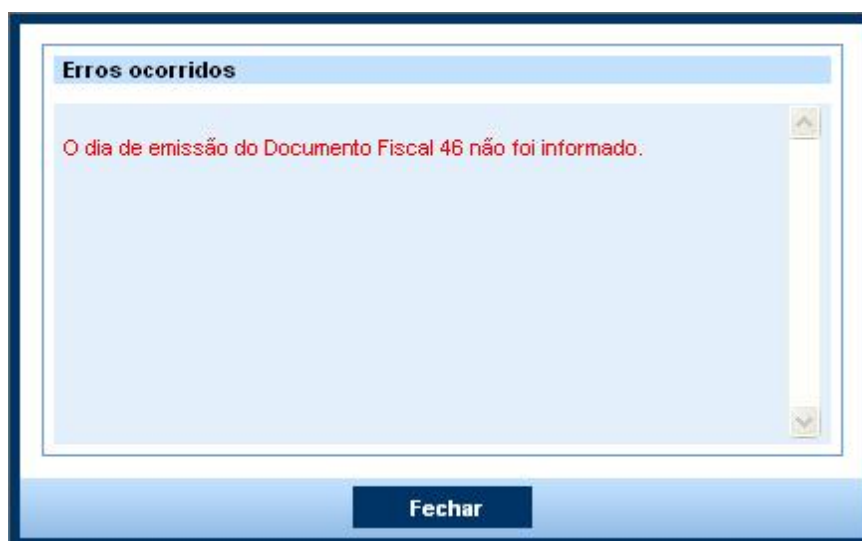 Erros ocorridos
O dia de emissão do Documento Fiscal 46 não foi informado.
Fechar